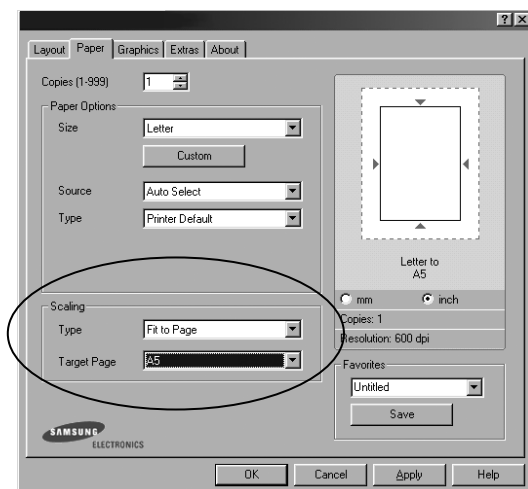 ? X
Layout Paper Graphics Extras About
Copies (1-999) 1
Paper Options
Size Letter
Custom
Source Auto Select
Type Printer Default
Letter to
A5
mm inch
Scaling
Copies: 1
Type Fit to Page
Resolution: 600 dpi
Target Page A5
Favorites
Untitled
Save
SAMSUNG
ELECTRONICS
OK Cancel Apply Help